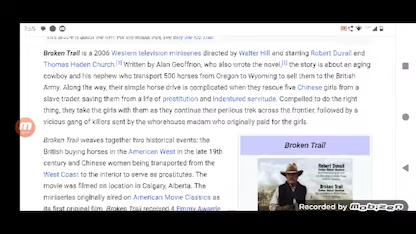 7:55
Broken Trail is a 2006 Western television miniseries directed by Walter Hill and starring Robert Duvall and
Thomas Haden Church.[1] Written by Alan Geoffrion, who also wrote the novel,[2] the story is about an aging
cowboy and his nephew who transport 500 horses from Oregon to Wyoming to sell them to the British
Army. Along the way, their simple horse drive is complicated when they rescue five Chinese girls from a
slave trader, saving them from a life of prostitution and indentured servitude. Compelled to do the right
thing, they take the girls with them as they continue their perilous trek across the frontier, followed by a
vicious gang of killers sent by the whorehouse madam who originally paid for the girls.
Broken Trail weaves together two historical events: the
British buying horses in the American West in the late 19th
century and Chinese women being transported from the
West Coast to the interior to serve as prostitutes. The
movie was filmed on location in Calgary, Alberta. The
miniseries originally aired on American Movie Classics as
its first original film. Broken Trail received 4 Emmy Awards
Broken Trail
Robert Duvall
Broken Trail
Recorded by Mobizen